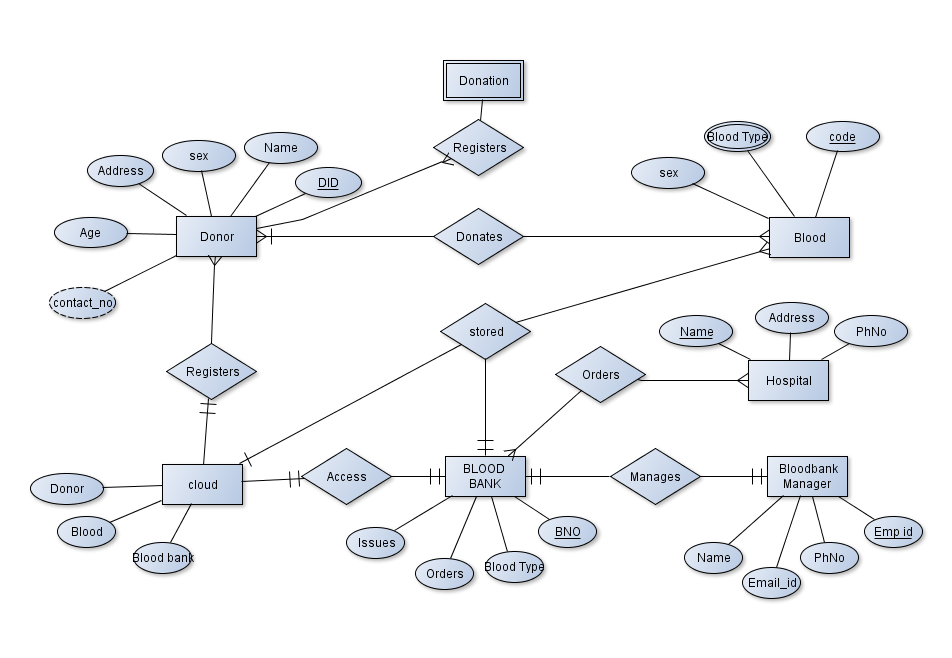 Donation
Registers
Blood Type
code
Name
sex
Address
sex
DID
Age
Donor
Donates
Blood
contact_no
stored
Name
Address
PhNo
Registers
Orders
Hospital
cloud
Access
BLOOD
BANK
Manages
Bloodbank
Manager
Donor
Blood
Blood bank
Issues
Orders
Blood Type
BNO
Name
Email_id
PhNo
Emp id